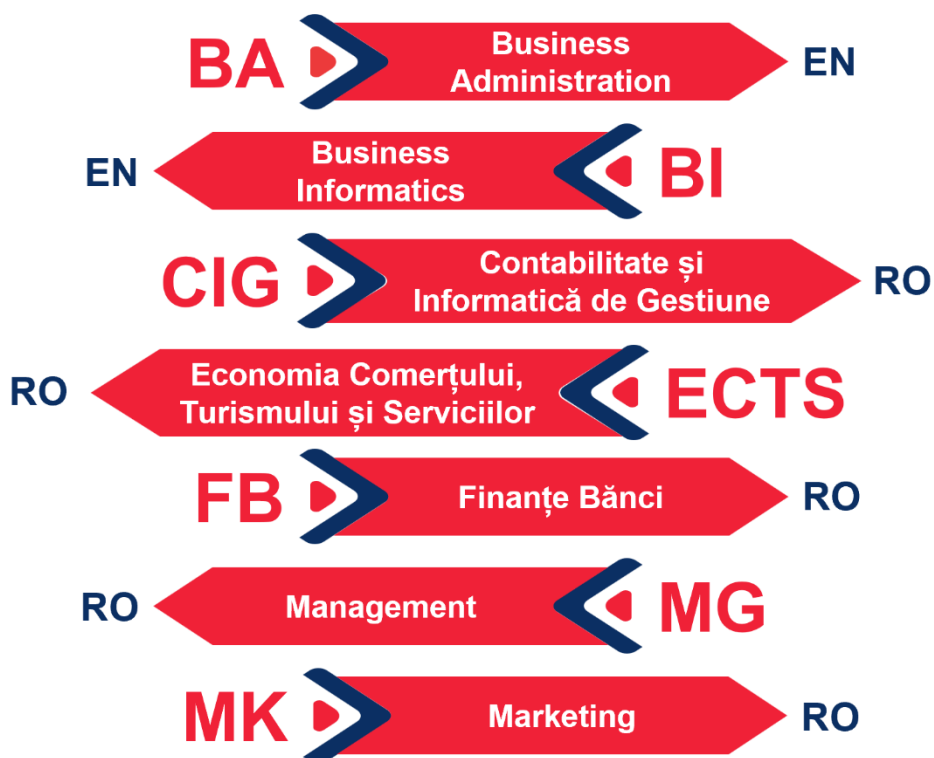 BA
Business
Administration
EN
EN
Business
Informatics
BI
CIG
Contabilitate și
Informatică de Gestiune
RO
RO
Economia Comerțului,
Turismului și Serviciilor
ECTS
FB
Finanțe Bănci
RO
RO
Management
MG
MK
Marketing
RO